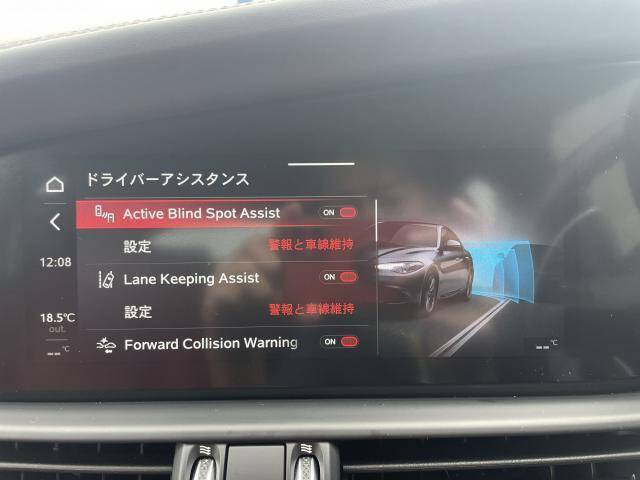 ドライバーアシスタンス
Active Blind Spot Assist ON
設定 警報と車線維持
12:08
Lane Keeping Assist ON
18.5℃
out.
設定 警報と車線維持
Forward Collision Warning ON
--℃
--℃